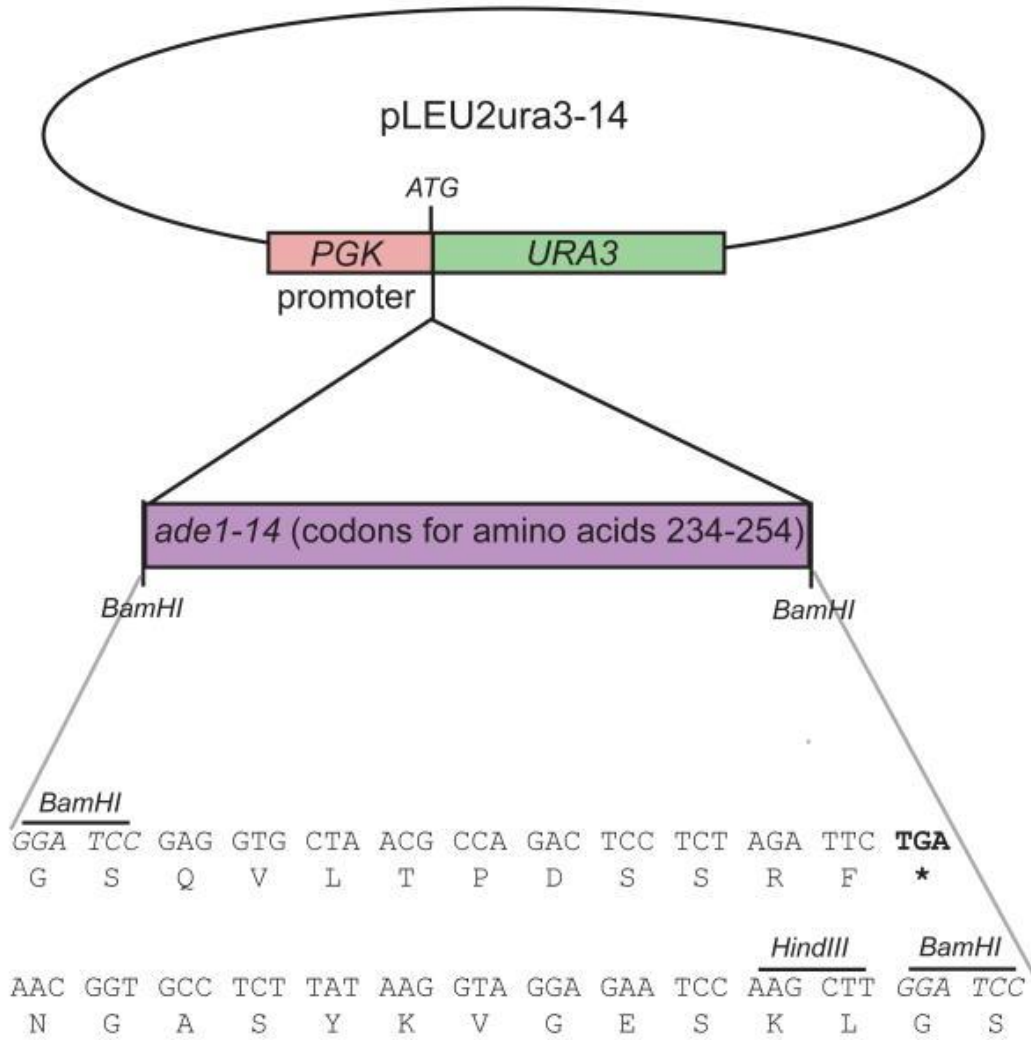 pLEU2ura3-14
ATG
PGK URA3
promoter
ade1-14 (codons for amino acids 234-254)
BamHI BamHI
BamHI
GGA TCC GAG GTG CTA ACG CCA GAC TCC TCT AGA TTC TGA
G S Q V L T P D S S R F *
HindIII BamHI
AAC GGT GCC TCT TAT AAG GTA GGA GAA TCC AAG CTT GGA TCC
N G A S Y K V G E S K L G S